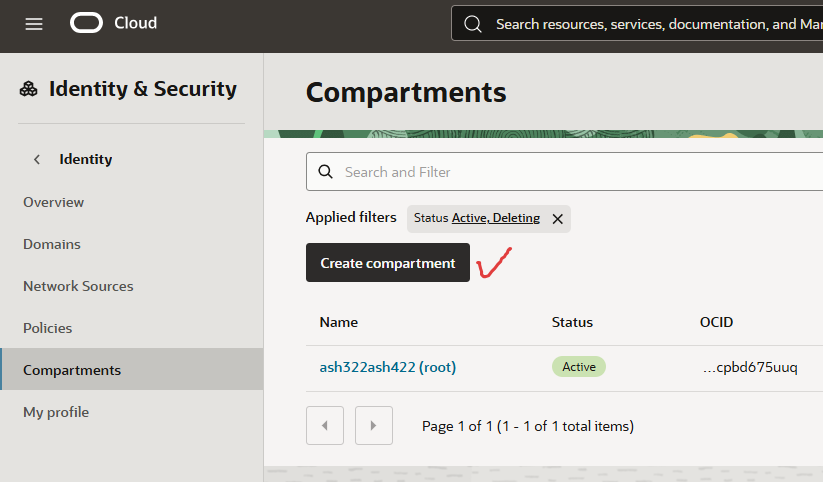 Cloud
Search resources, services, documentation, and Mar
Identity & Security
Compartments
Identity
Search and Filter
Overview
Applied filters Status Active, Deleting
Domains
Create compartment
Network Sources
Name Status OCID
Policies
ash322ash422 (root) Active ...cpbd675uuq
Compartments
My profile
Page 1 of 1 (1 - 1 of 1 total items)